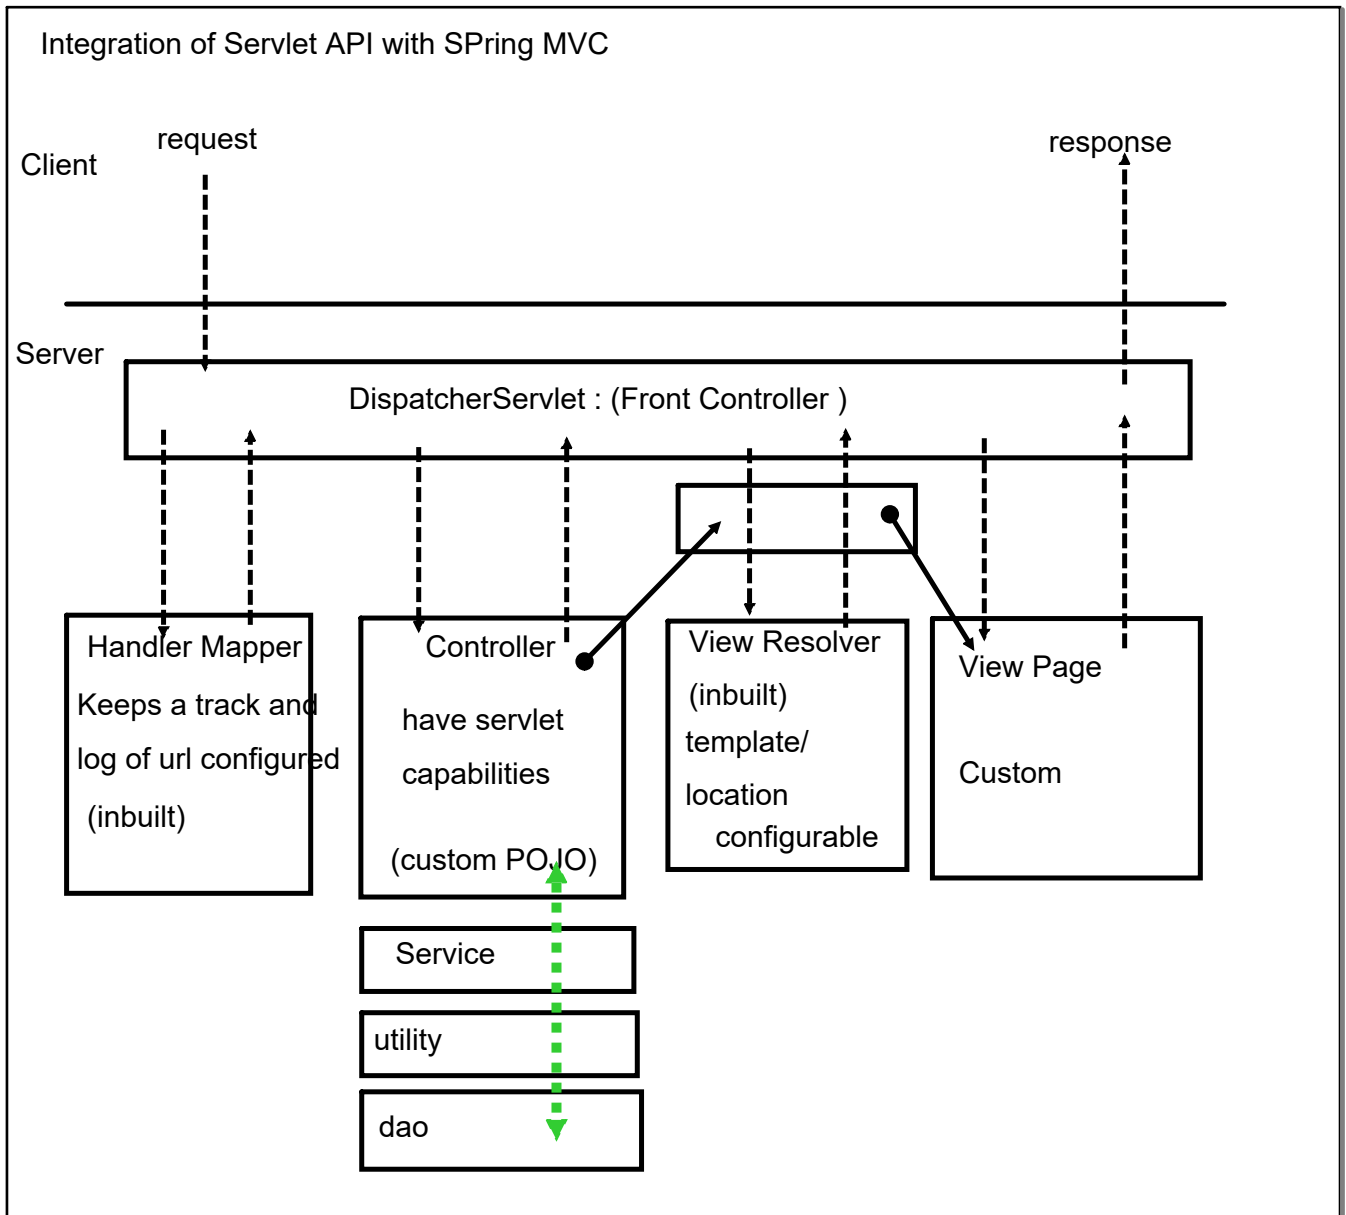 Integration of Servlet API with SPring MVC
request
response
Client
Server
DispatcherServlet : (Front Controller )
Handler Mapper
Keeps a track and
log of url configured
(inbuilt)
Controller
have servlet
capabilities
(custom POJO)
View Resolver
(inbuilt)
template/
location
configurable
View Page
Custom
Service
utility
dao